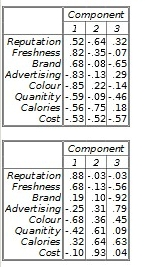 Component
1 2 3
Reputation .52 -.64 .32
Freshness .82 -.35 -.07
Brand .68 -.08 -.65
Advertising -.83 -.13 .29
Colour -.85 .22 -.14
Quanitity -.59 -.09 -.46
Calories -.56 -.75 .18
Cost -.53 -.52 -.57
Component
1 2 3
Reputation .88 -.03 -.03
Freshness .68 -.13 -.56
Brand .19 .10 -.92
Advertising -.25 .31 .79
Colour -.68 .36 .45
Quanitity -.42 .61 .09
Calories .32 .64 .63
Cost -.10 .93 .04